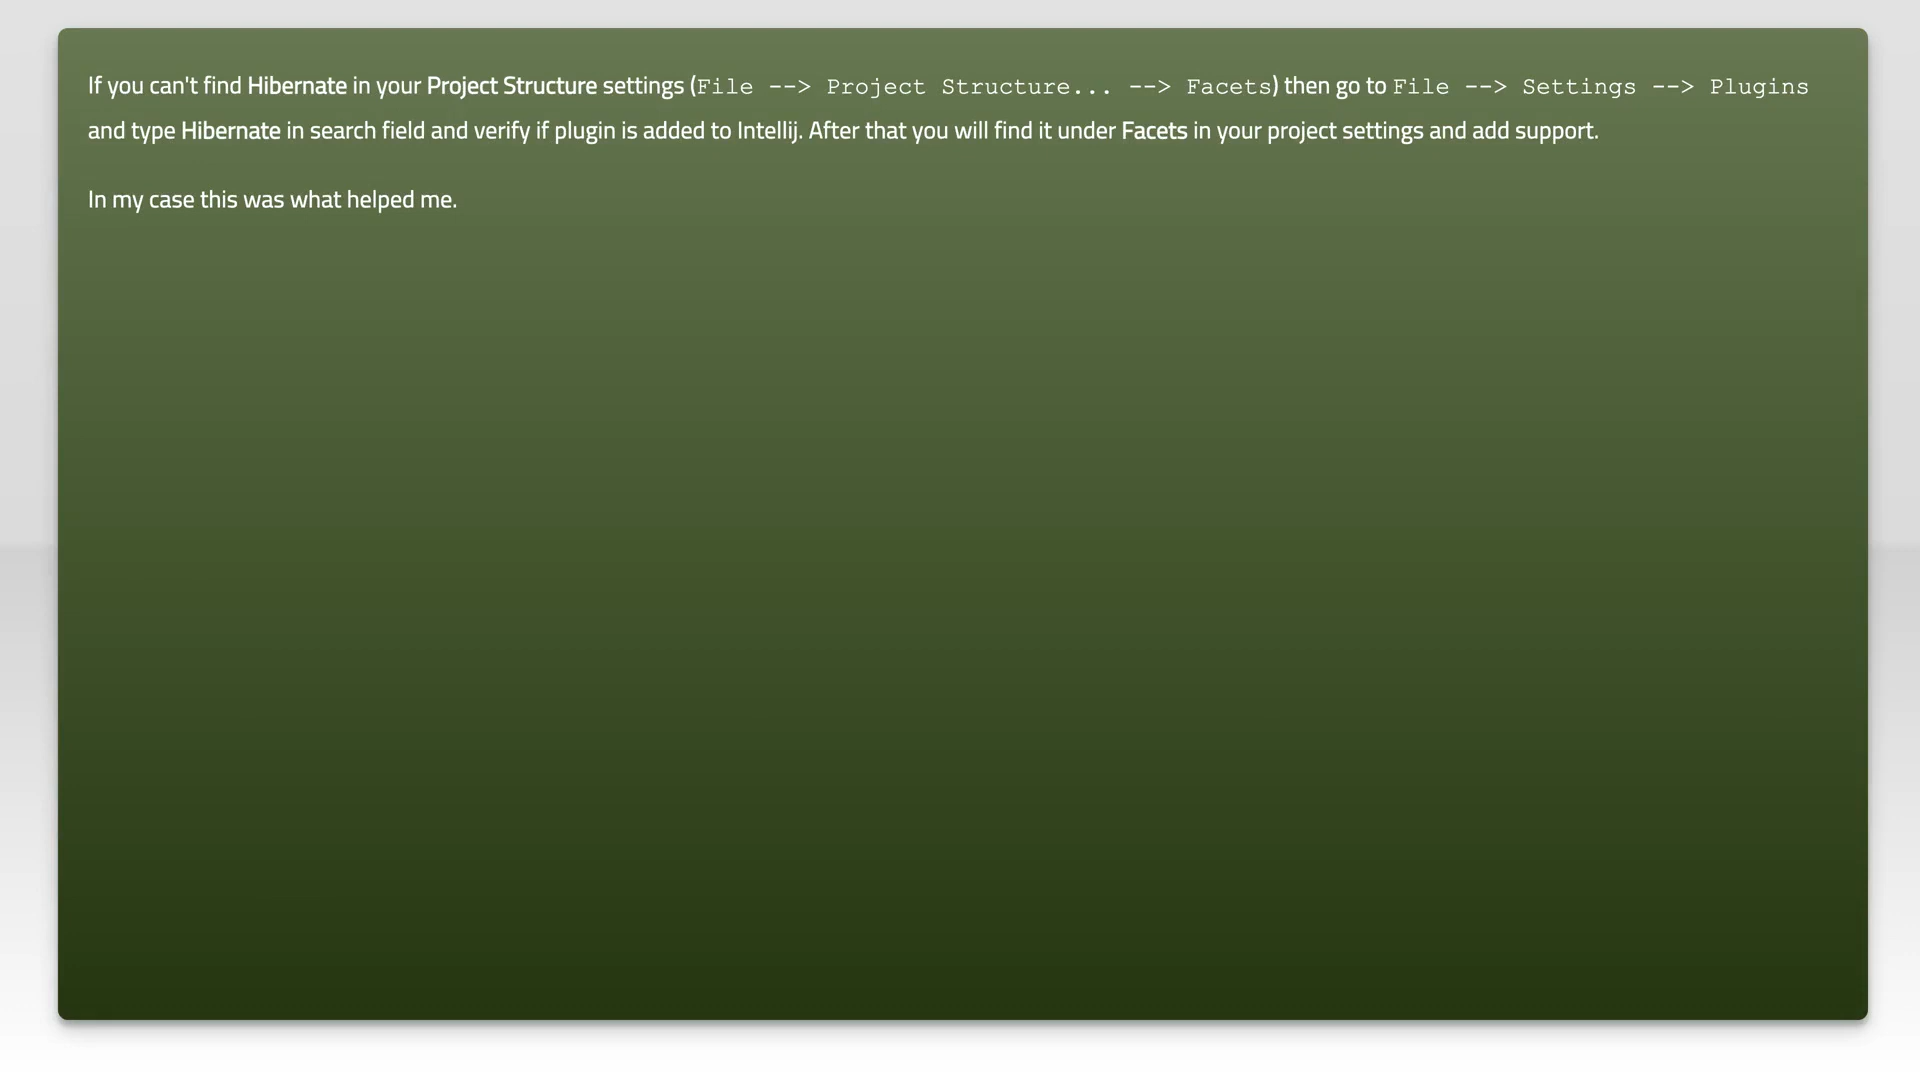 If you can't find Hibernate in your Project Structure settings (File --> Project Structure... --> Facets) then go to File --> Settings --> Plugins
and type Hibernate in search field and verify if plugin is added to Intellij. After that you will find it under Facets in your project settings and add support.
In my case this was what helped me.